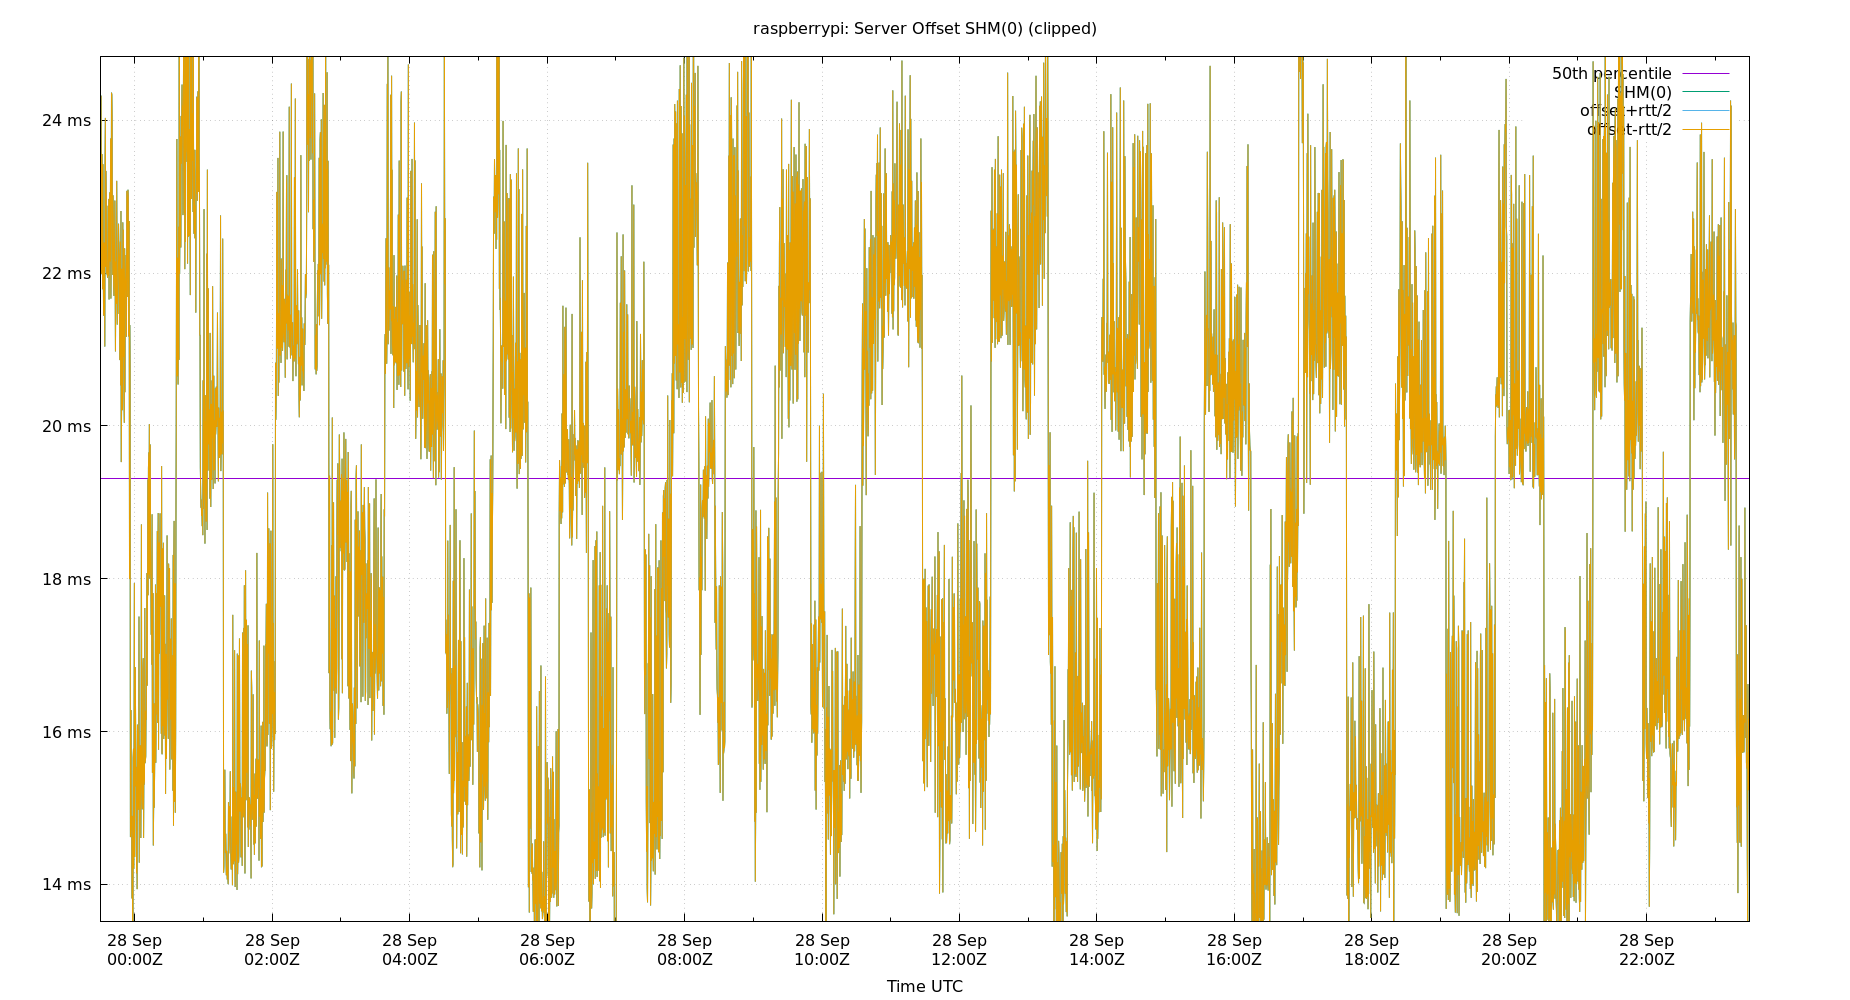 raspberrypi: Server Offset SHM(0) (clipped)
50th percentile
SHM(0)
offset+rtt/2
offset-rtt/2
24 ms
22 ms
20 ms
18 ms
16 ms
14 ms
28 Sep 28 Sep 28 Sep 28 Sep 28 Sep 28 Sep 28 Sep 28 Sep 28 Sep 28 Sep 28 Sep 28 Sep
00:00Z 02:00Z 04:00Z 06:00Z 08:00Z 10:00Z 12:00Z 14:00Z 16:00Z 18:00Z 20:00Z 22:00Z
Time UTC